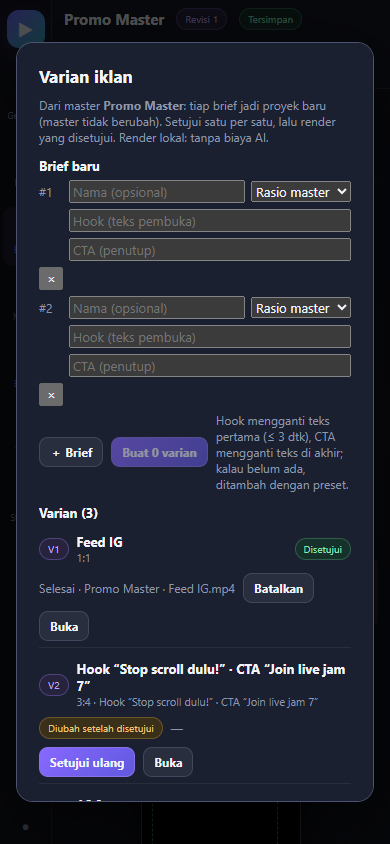 Promo Master Revisi 1 Tersimpan
Varian iklan
Dari master Promo Master: tiap brief jadi proyek baru
(master tidak berubah). Setujui satu per satu, lalu render
yang disetujui. Render lokal: tanpa biaya AI.
Brief baru
#1 Nama (opsional) Rasio master
Hook (teks pembuka)
CTA (penutup)
×
#2 Nama (opsional) Rasio master
Hook (teks pembuka)
CTA (penutup)
×
+ Brief Buat 0 varian
Hook mengganti teks
pertama (≤ 3 dtk), CTA
mengganti teks di akhir;
kalau belum ada,
ditambah dengan preset.
Varian (3)
V1 Feed IG Disetujui
1:1
Selesai · Promo Master - Feed IG.mp4 Batalkan
Buka
V2 Hook “Stop scroll dulu!” · CTA “Join live jam
7”
3:4 · Hook “Stop scroll dulu!” · CTA “Join live jam 7”
Diubah setelah disetujui —
Setujui ulang Buka